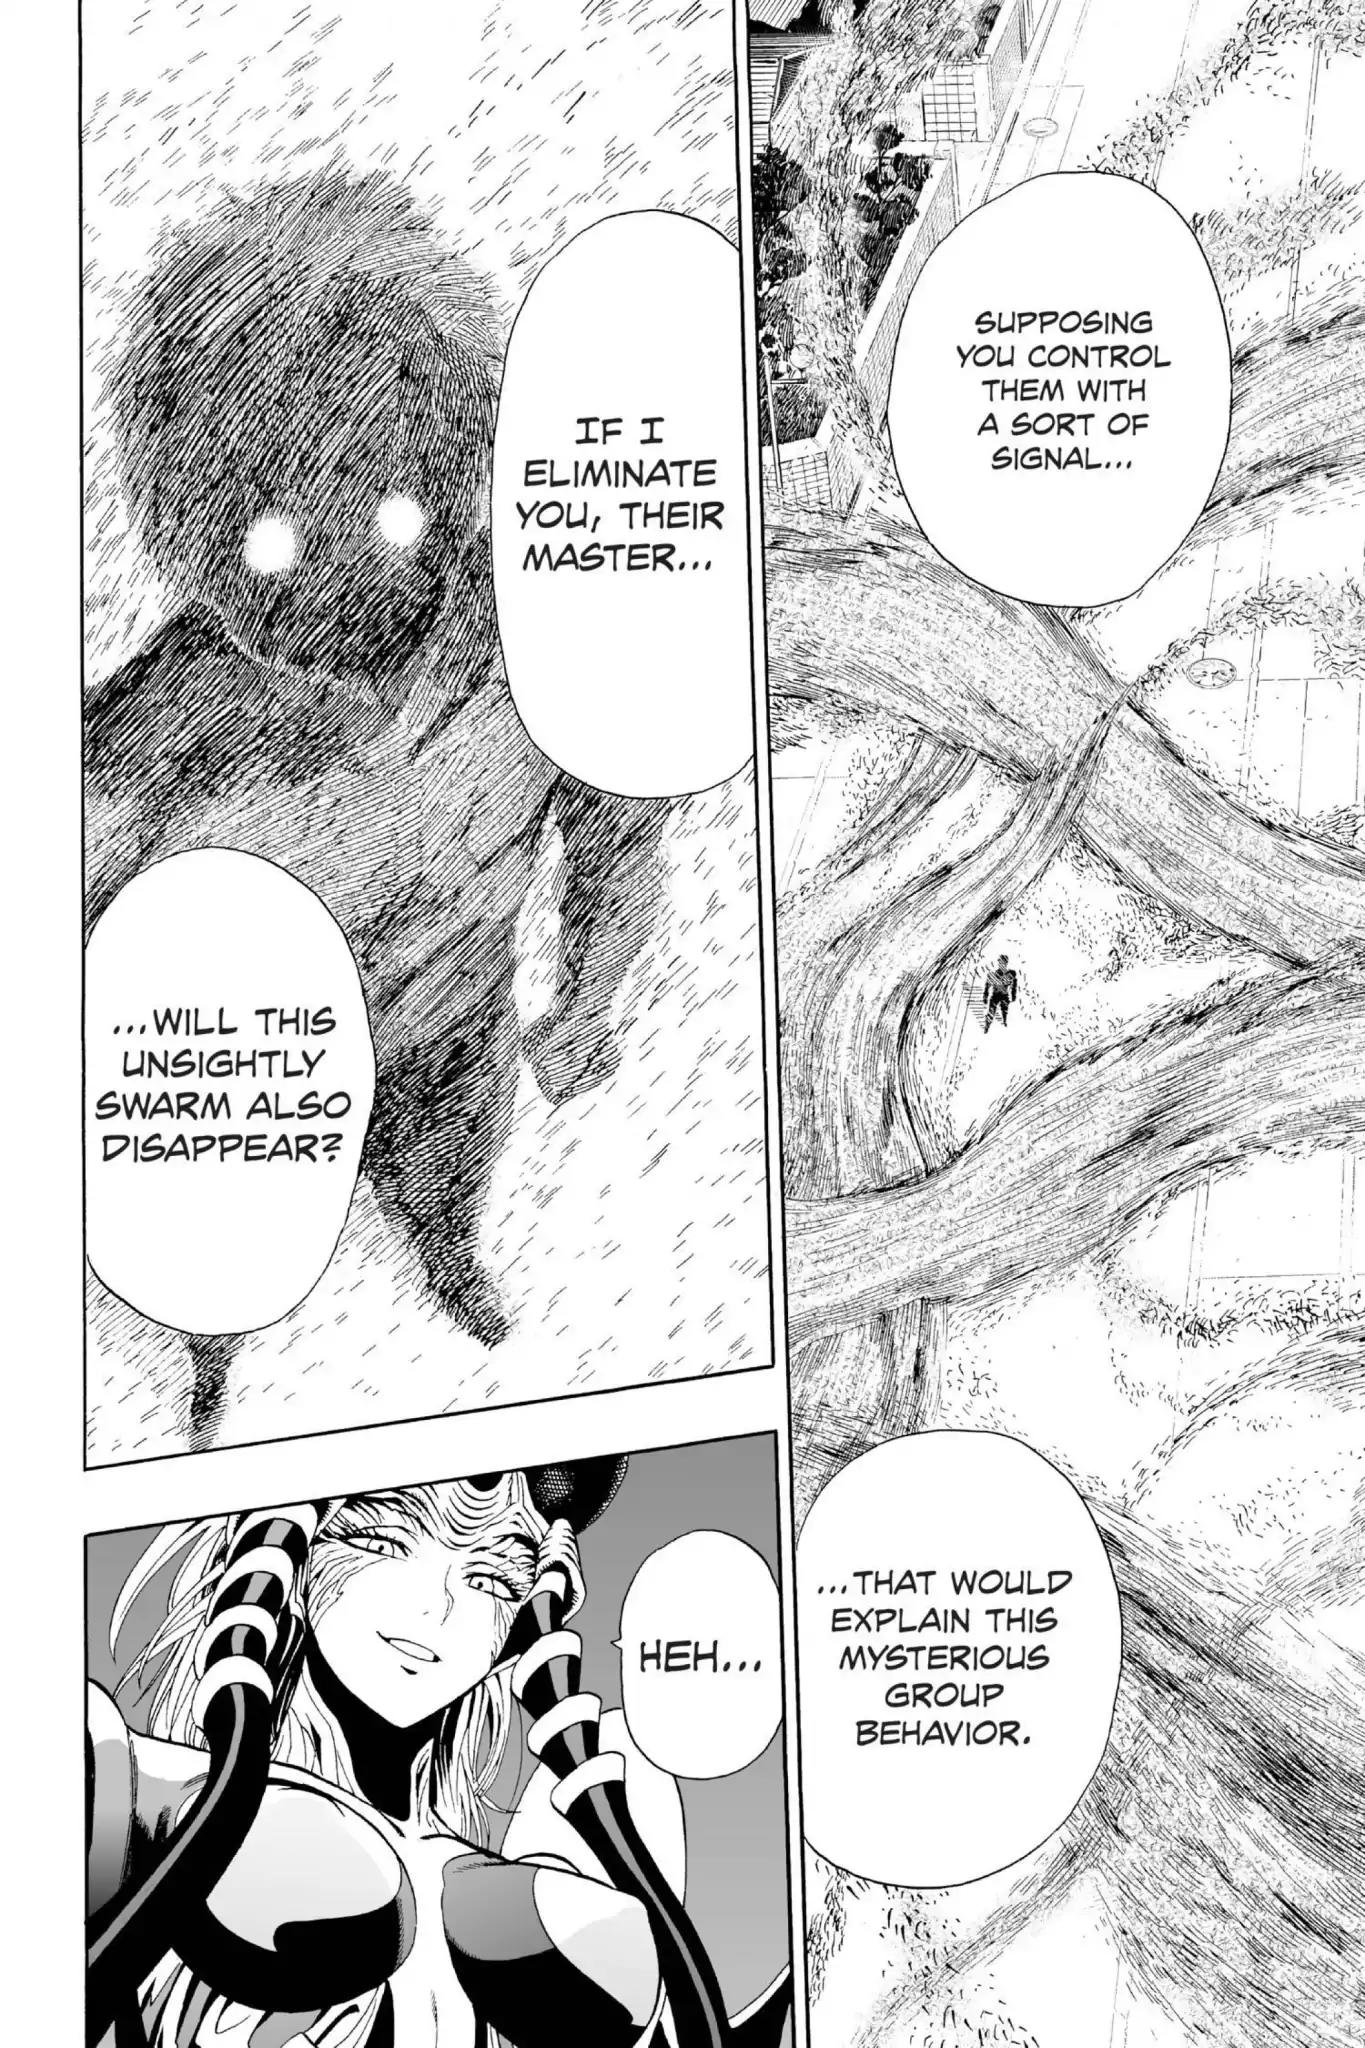 SUPPOSING
YOU CONTROL
THEM WITH
A SORT OF
SIGNAL...
...THAT WOULD
EXPLAIN THIS
MYSTERIOUS
GROUP
BEHAVIOR.
IF I
ELIMINATE
YOU, THEIR
MASTER...
...WILL THIS
UNSIGHTLY
SWARM ALSO
DISAPPEAR?
HEH...